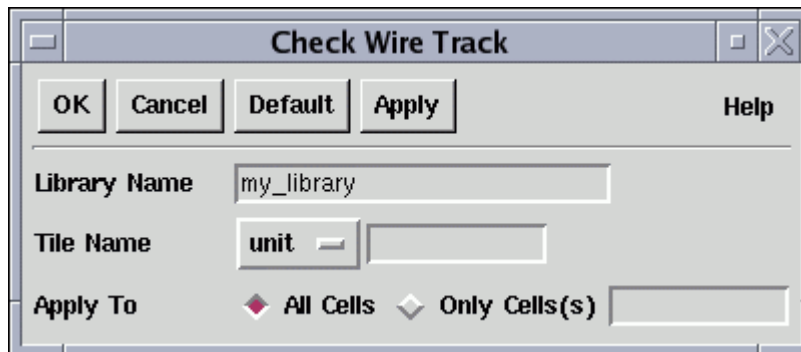 Check Wire Track
OK Cancel Default Apply Help
Library Name my_library
Tile Name unit
Apply To All Cells Only Cells(s)